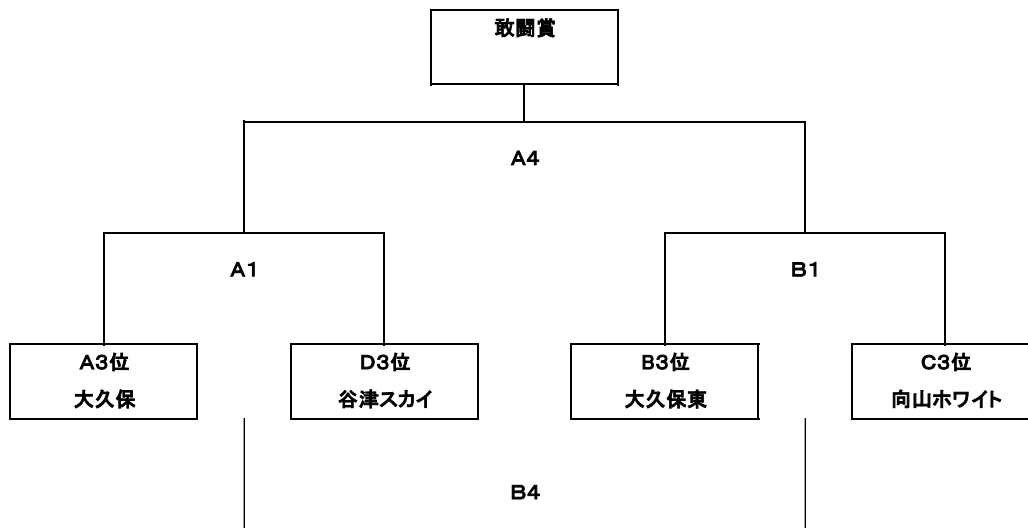 敢闘賞
A4
A1
B1
A3位
大久保
D3位
谷津スカイ
B3位
大久保東
C3位
向山ホワイト
B4